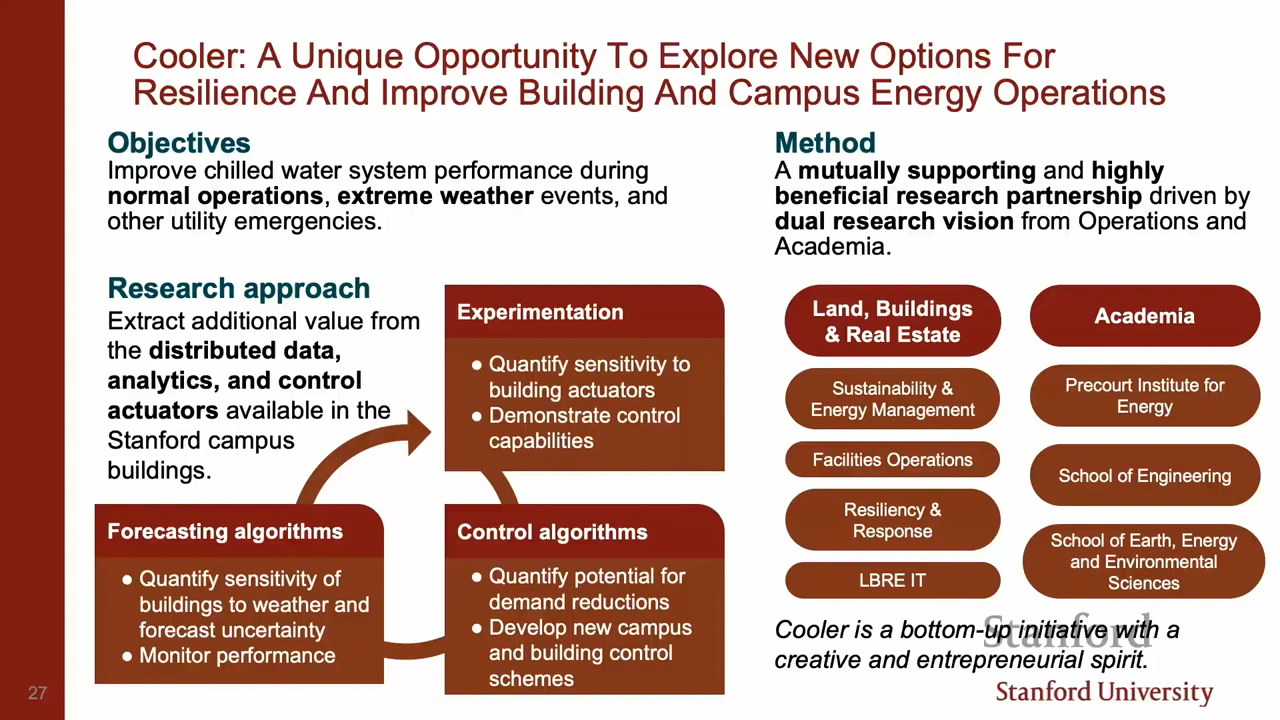 Cooler: A Unique Opportunity To Explore New Options For
Resilience And Improve Building And Campus Energy Operations
Objectives
Improve chilled water system performance during
normal operations, extreme weather events, and
other utility emergencies.
Research approach
Extract additional value from
the distributed data,
analytics, and control
actuators available in the
Stanford campus
buildings.
Experimentation
● Quantify sensitivity to
building actuators
● Demonstrate control
capabilities
Forecasting algorithms
● Quantify sensitivity of
buildings to weather and
forecast uncertainty
● Monitor performance
Control algorithms
● Quantify potential for
demand reductions
● Develop new campus
and building control
schemes
Method
A mutually supporting and highly
beneficial research partnership driven by
dual research vision from Operations and
Academia.
Land, Buildings
& Real Estate
Sustainability &
Energy Management
Facilities Operations
Resiliency &
Response
LBRE IT
Academia
Precourt Institute for
Energy
School of Engineering
School of Earth, Energy
and Environmental
Sciences
Cooler is a bottom-up initiative with a
creative and entrepreneurial spirit.
Stanford
Stanford University
27